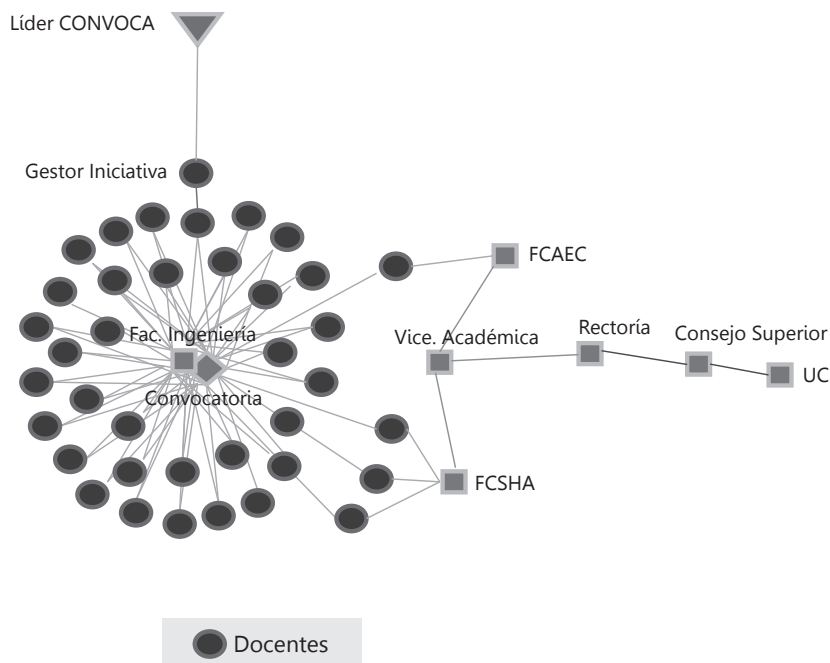 Líder CONVOCA
Gestor Iniciativa
FCAEC
Fac. Ingeniería
Vice. Académica
Rectoría
Consejo Superior
UC
Convocatoria
FCSHA
Docentes